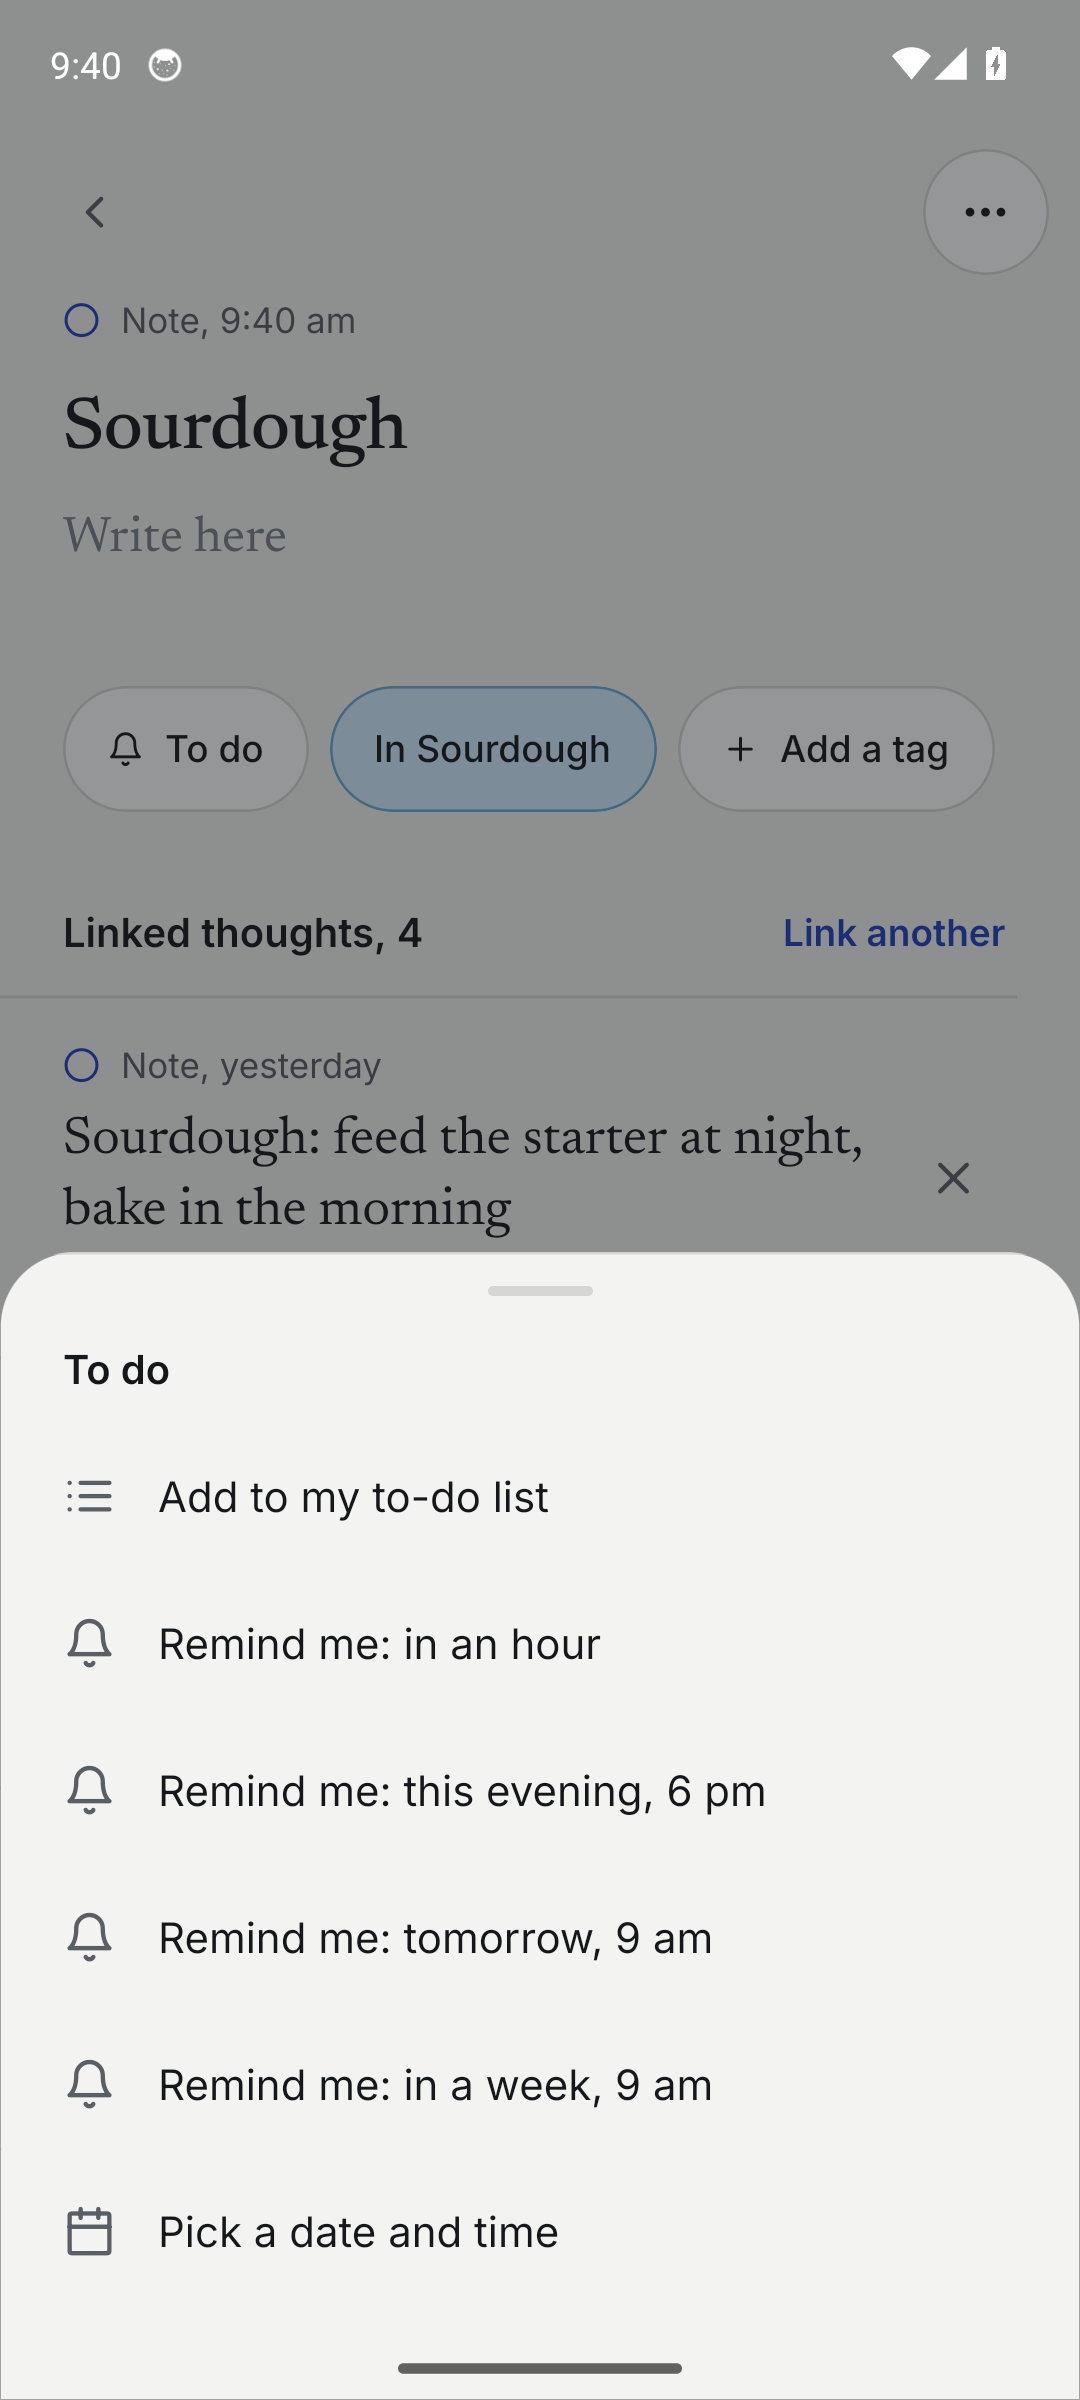 9:40
Note, 9:40 am
Sourdough
Write here
To do
In Sourdough
Add a tag
Linked thoughts, 4
Link another
Note, yesterday
Sourdough: feed the starter at night,
bake in the morning
To do
Add to my to-do list
Remind me: in an hour
Remind me: this evening, 6 pm
Remind me: tomorrow, 9 am
Remind me: in a week, 9 am
Pick a date and time